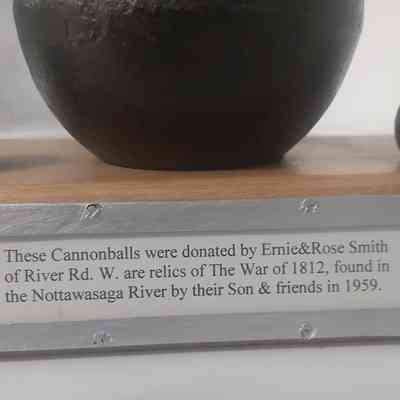 These Cannonballs were donated by Ernie&Rose Smith
of River Rd. W. are relics of The War of 1812, found in
the Nottawasaga River by their Son & friends in 1959.